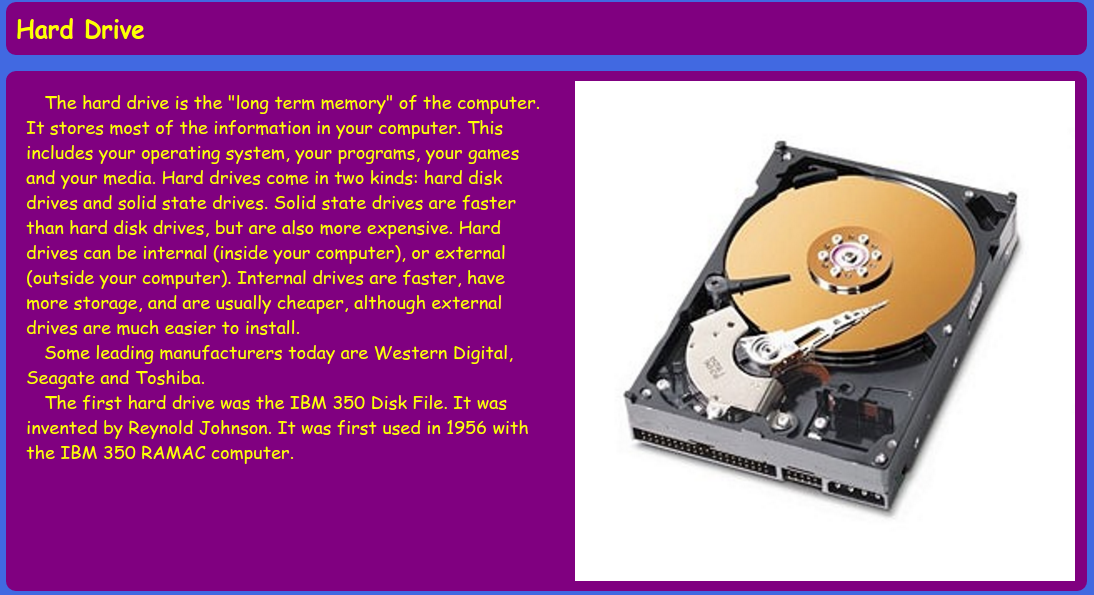 Hard Drive
The hard drive is the "long term memory" of the computer.
It stores most of the information in your computer. This
includes your operating system, your programs, your games
and your media. Hard drives come in two kinds: hard disk
drives and solid state drives. Solid state drives are faster
than hard disk drives, but are also more expensive. Hard
drives can be internal (inside your computer), or external
(outside your computer). Internal drives are faster, have
more storage, and are usually cheaper, although external
drives are much easier to install.
Some leading manufacturers today are Western Digital,
Seagate and Toshiba.
The first hard drive was the IBM 350 Disk File. It was
invented by Reynold Johnson. It was first used in 1956 with
the IBM 350 RAMAC computer.